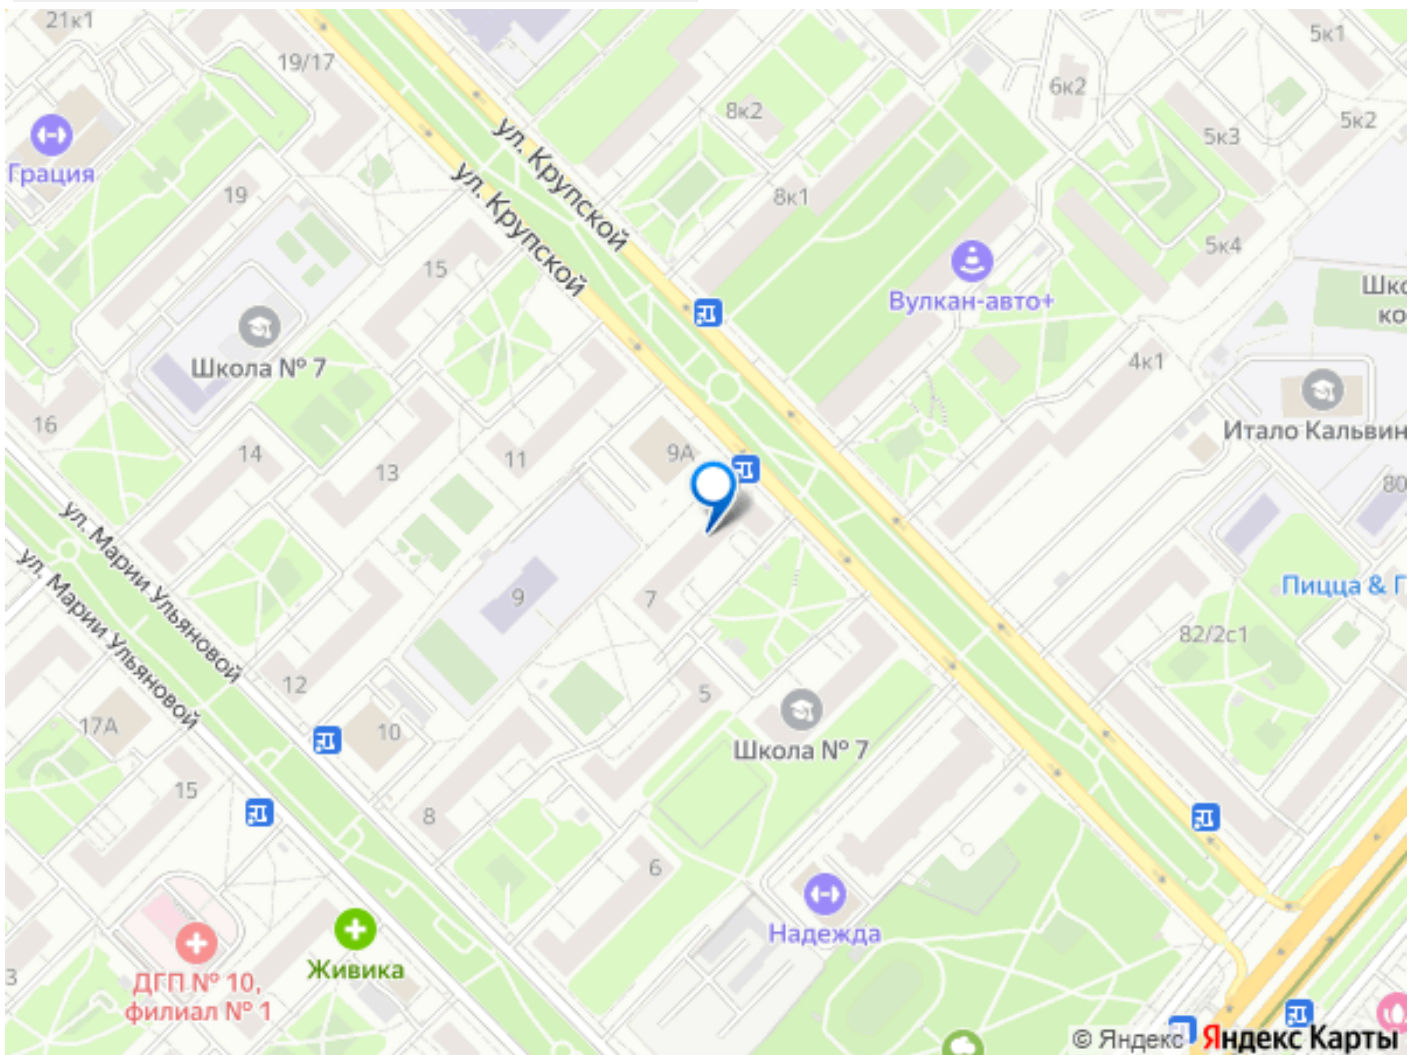 21к1
19/17
5к1
6к2
8к2
5к2
5к3
Грация
ул. Крупской
ул. Крупской
19
8к1
15
5к4
Вулкан-авто+
Шко
ко
Школа № 7
4к1
16
Итало Кальвин
14
13
11
9А
80
ул. Марии Ульяновой
ул. Марии Ульяновой
9
7
Пицца & Г
82/2с1
12
5
17А
10
Школа № 7
15
8
6
Надежда
Живика
3
ДГП № 10,
филиал № 1
© Яндекс Яндекс Карты